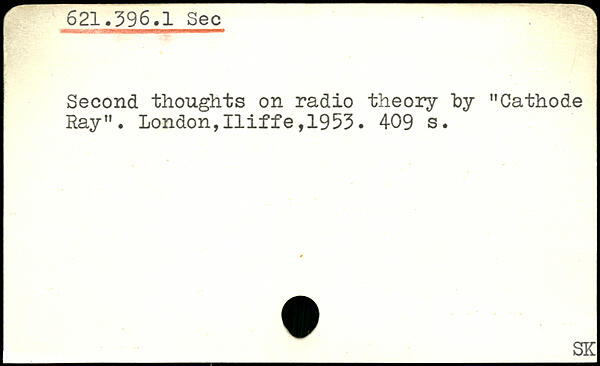 621.396.1 Sec
Second thoughts on radio theory by "Cathode
Ray". London,Iliffe,1953. 409 s.
SK